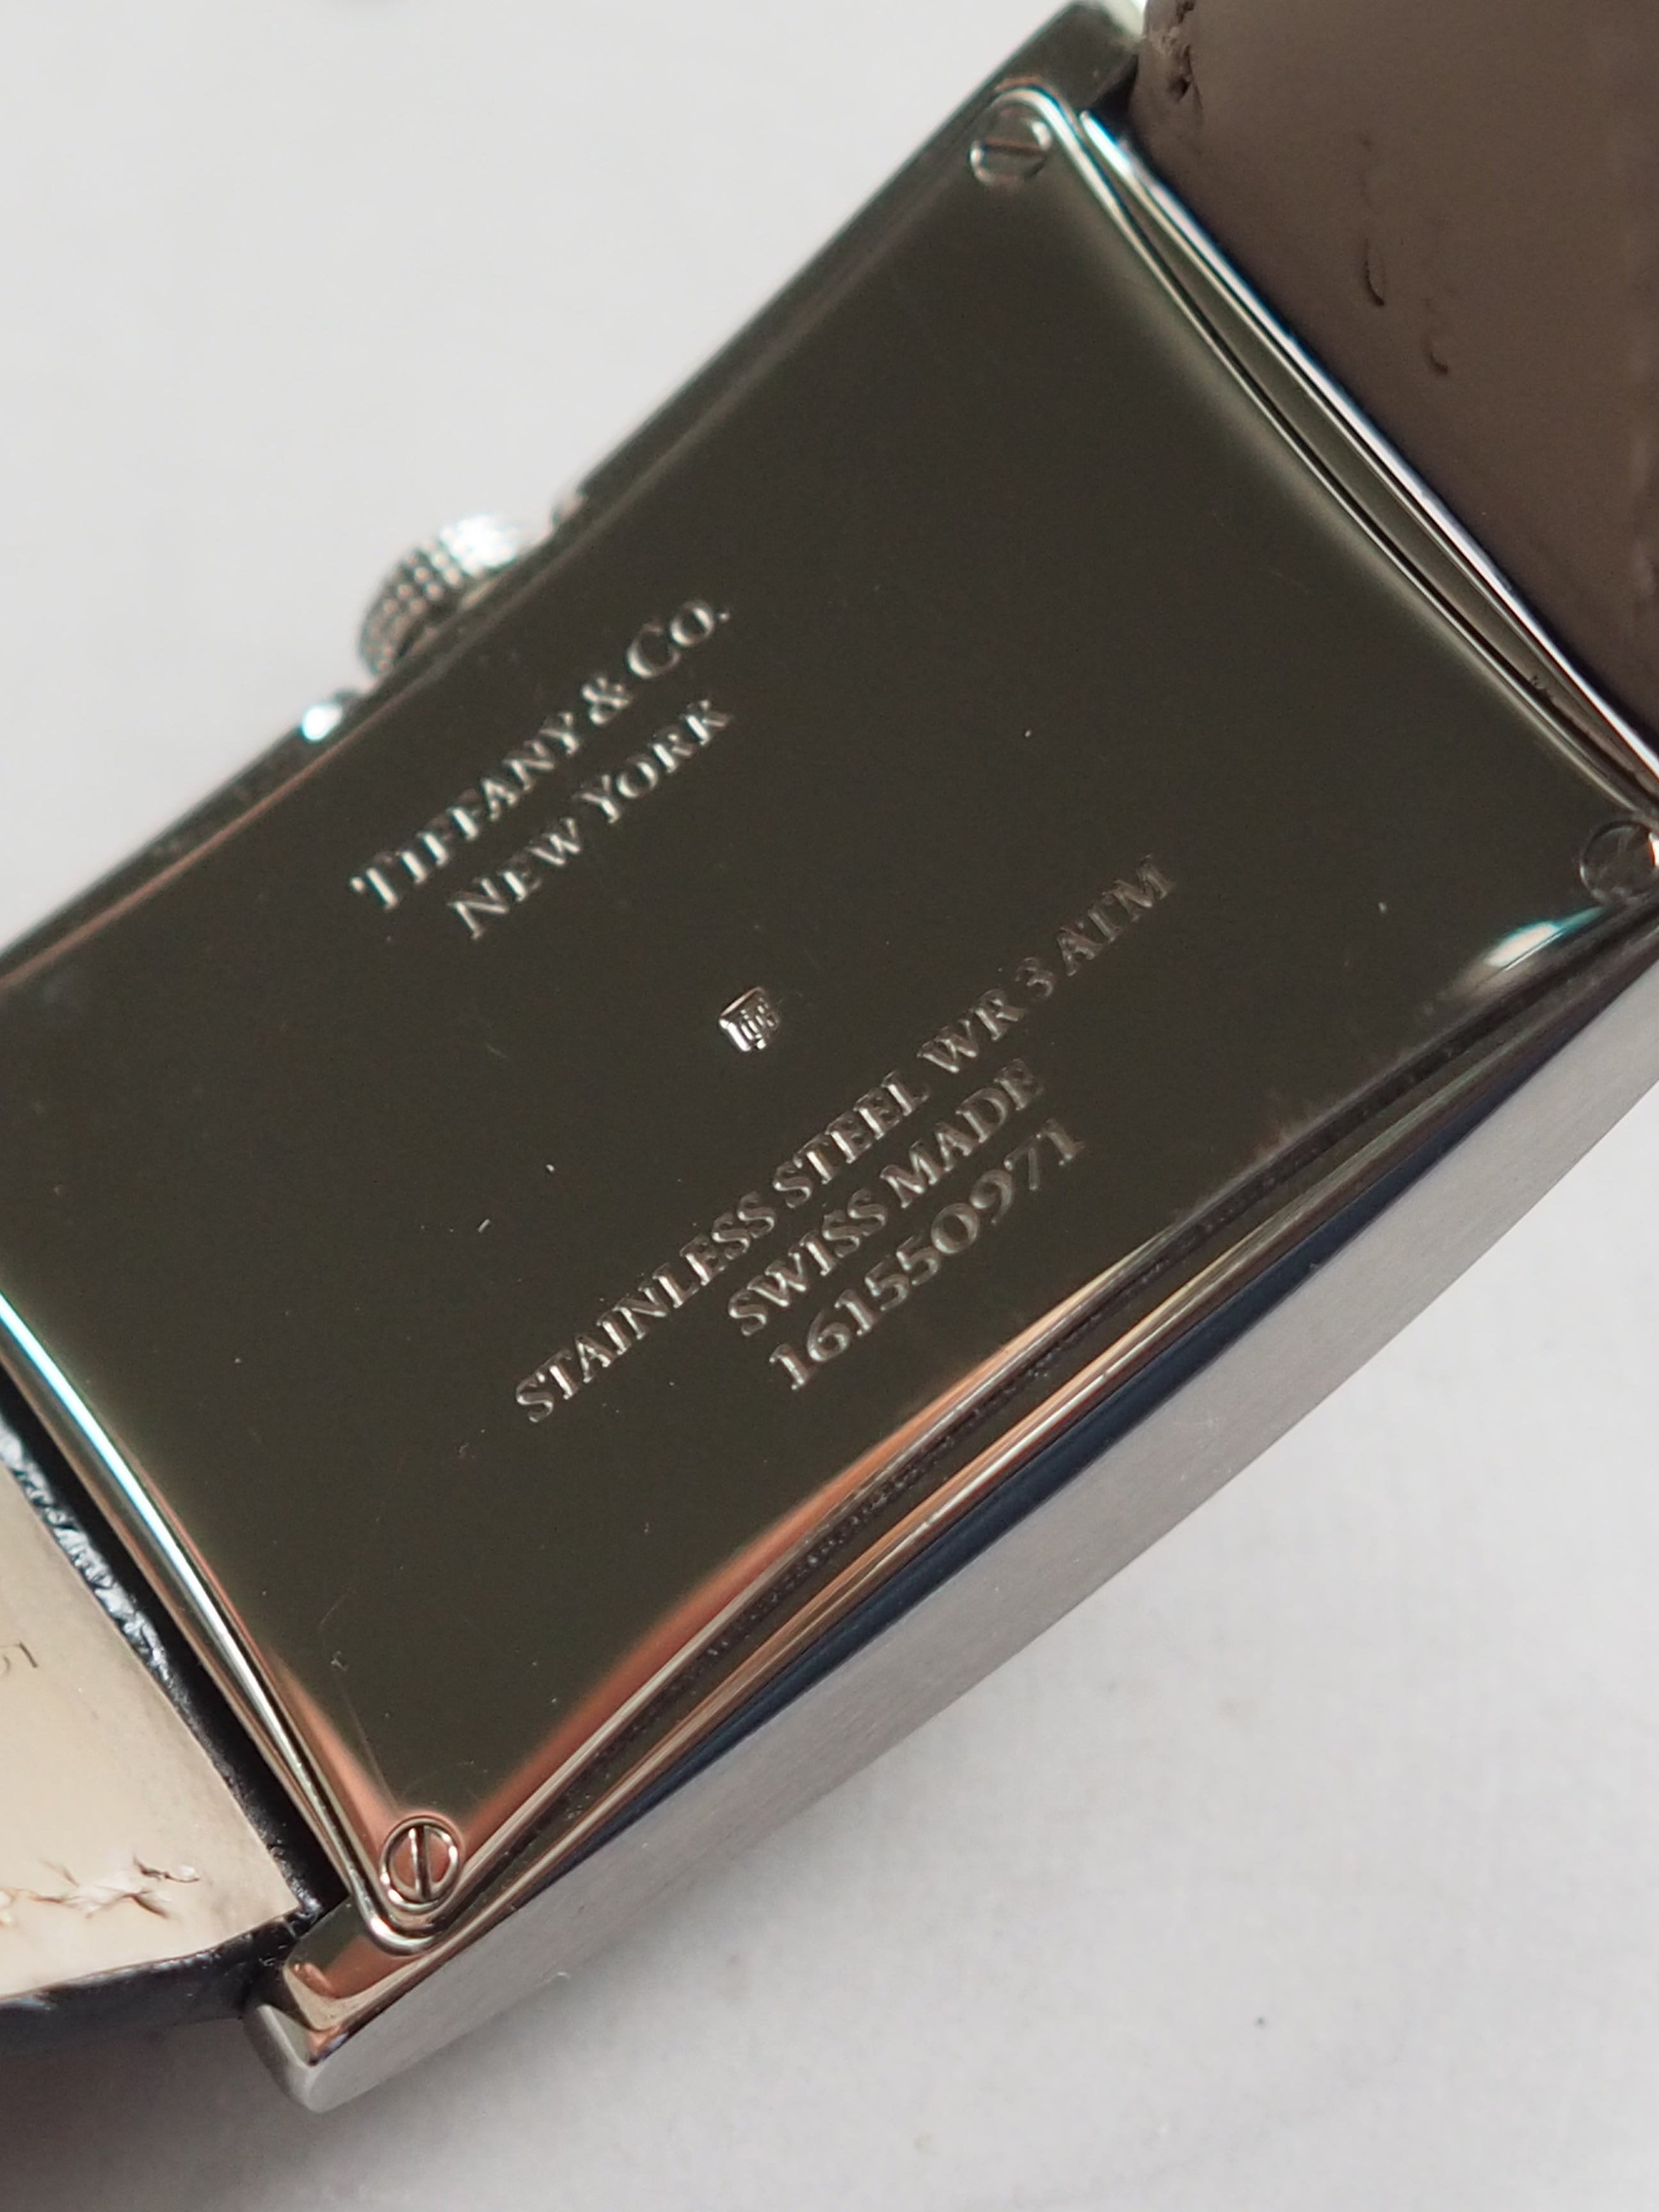 TIFFANY & CO.
NEW YORK
STAINLESS STEEL WR 3 ATM
SWISS MADE
161550971